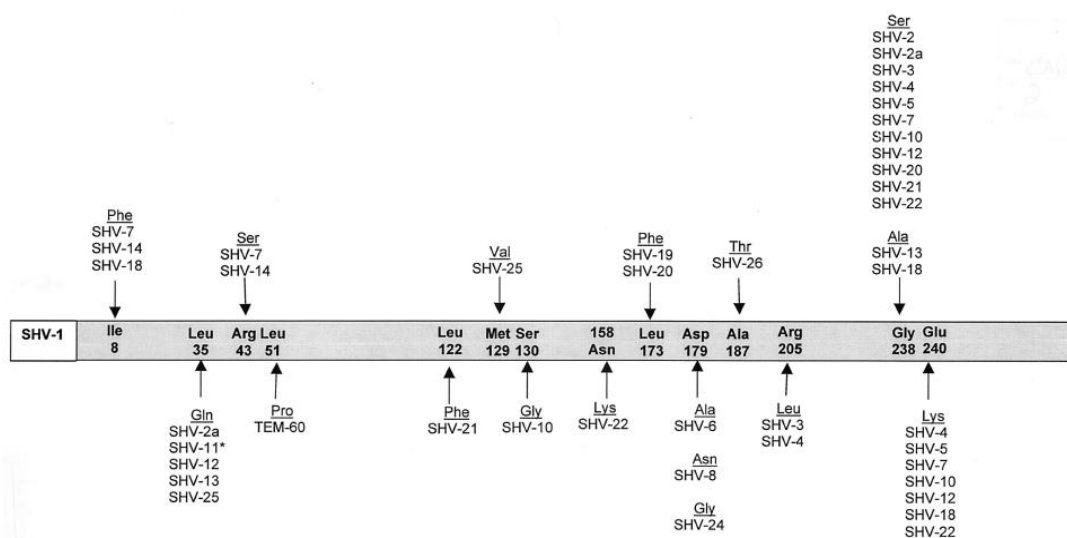 Ser
SHV-2
SHV-2a
SHV-3
SHV-4
SHV-5
SHV-7
SHV-10
SHV-12
SHV-20
SHV-21
SHV-22
Phe
SHV-7
SHV-14
SHV-18
Ser
SHV-7
SHV-14
Val
SHV-25
Phe
SHV-19
SHV-20
Thr
SHV-26
Ala
SHV-13
SHV-18
SHV-1
Ile
8
Leu
35
Arg
43
Leu
51
Leu
122
Met
129
Ser
130
158
Asn
Leu
173
Asp
179
Ala
187
Arg
205
Gly
238
Glu
240
Gln
SHV-2a
SHV-11*
SHV-12
SHV-13
SHV-25
Pro
TEM-60
Phe
SHV-21
Gly
SHV-10
Lys
SHV-22
Ala
SHV-6
Asn
SHV-8
Gly
SHV-24
Leu
SHV-3
SHV-4
Lys
SHV-4
SHV-5
SHV-7
SHV-10
SHV-12
SHV-18
SHV-22